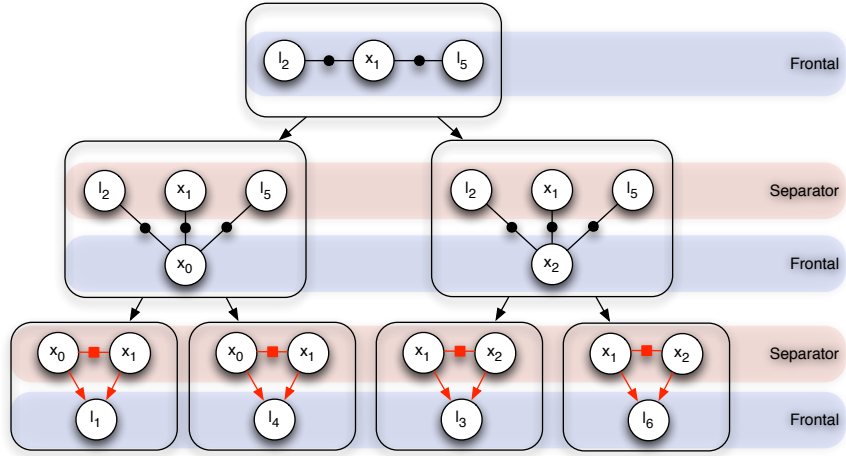 l2 x1 l5 Frontal
l2 x1 l5 l2 x1 l5 Separator
x0 x2 Frontal
x0 x1 x0 x1 x1 x2 x1 x2 Separator
l1 l4 l3 l6 Frontal